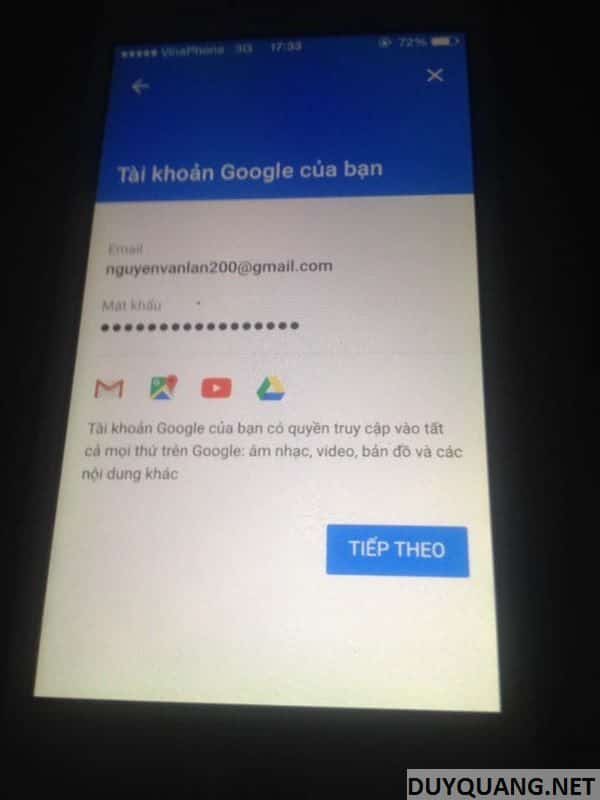 VinaPhone 3G 17:33 72%
Tài khoản Google của bạn
Email
nguyenvanlan200@gmail.com
Mật khẩu
•••••••••••••••••
Tài khoản Google của bạn có quyền truy cập vào tất
cả mọi thứ trên Google: âm nhạc, video, bản đồ và các
nội dung khác
TIẾP THEO
DUYQUANG.NET